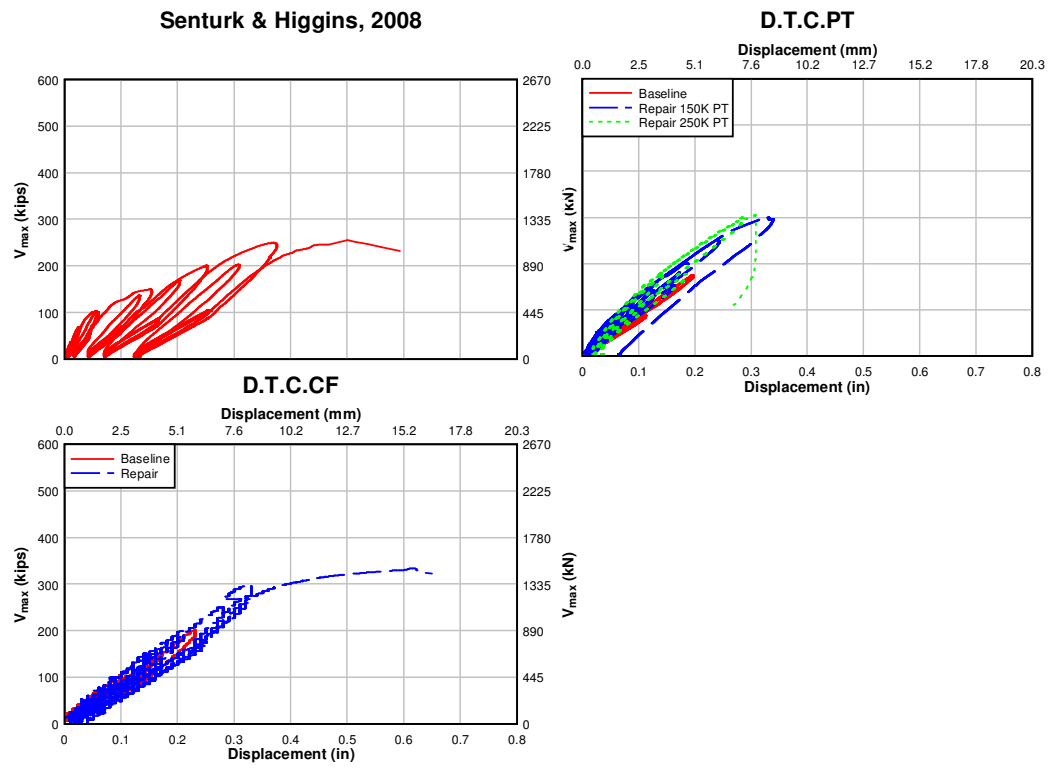 Senturk & Higgins, 2008
600
500
400
300
200
100
0
Vmax (kips)
2670
2225
1780
1335
890
445
0
D.T.C.PT
Displacement (mm)
0.0 2.5 5.1 7.6 10.2 12.7 15.2 17.8 20.3
Baseline
Repair 150K PT
Repair 250K PT
Vmax (kN)
0 0.1 0.2 0.3 0.4 0.5 0.6 0.7 0.8
Displacement (in)
D.T.C.CF
Displacement (mm)
0.0 2.5 5.1 7.6 10.2 12.7 15.2 17.8 20.3
Baseline
Repair
600
500
400
300
200
100
0
Vmax (kips)
2670
2225
1780
1335
890
445
0
Vmax (kN)
0 0.1 0.2 0.3 0.4 0.5 0.6 0.7 0.8
Displacement (in)